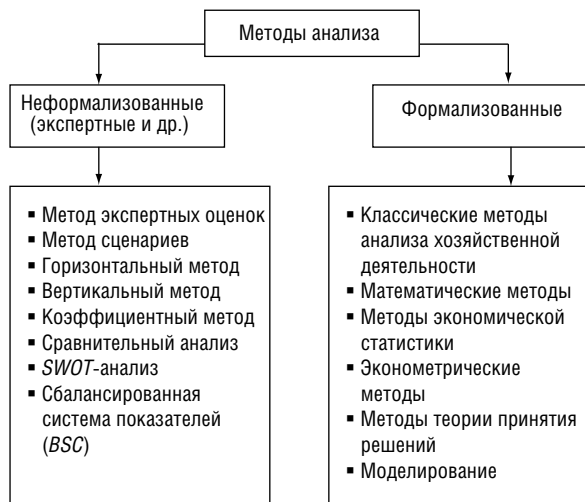 Методы анализа
Неформализованные
(экспертные и др.)
Формализованные
▪ Метод экспертных оценок
▪ Метод сценариев
▪ Горизонтальный метод
▪ Вертикальный метод
▪ Коэффициентный метод
▪ Сравнительный анализ
▪ SWOT-анализ
▪ Сбалансированная
система показателей
(BSC)
▪ Классические методы
анализа хозяйственной
деятельности
▪ Математические методы
▪ Методы экономической
статистики
▪ Эконометрические
методы
▪ Методы теории принятия
решений
▪ Моделирование